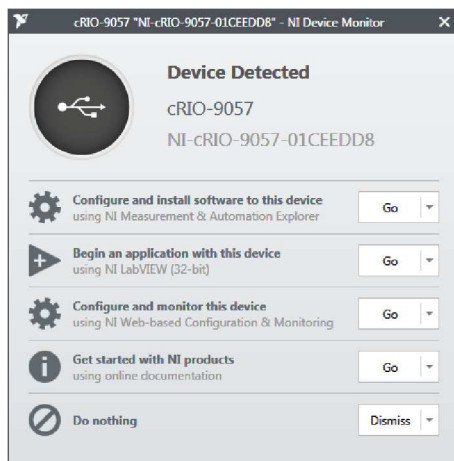 cRIO-9057 "NI-cRIO-9057-01CEEDD8" - NI Device Monitor
Device Detected
cRIO-9057
NI-cRIO-9057-01CEEDD8
Configure and install software to this device
using NI Measurement & Automation Explorer
Go
Begin an application with this device
using NI LabVIEW (32-bit)
Go
Configure and monitor this device
using NI Web-based Configuration & Monitoring
Go
Get started with NI products
using online documentation
Go
Do nothing
Dismiss